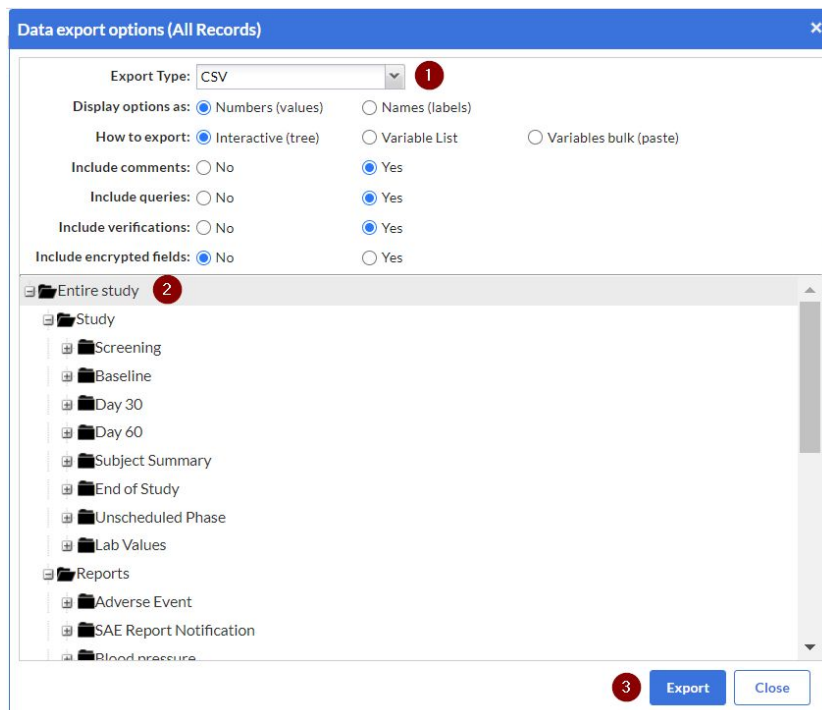 Data export options (All Records) ×
Export Type: CSV 1
Display options as: Numbers (values) Names (labels)
How to export: Interactive (tree) Variable List Variables bulk (paste)
Include comments: No Yes
Include queries: No Yes
Include verifications: No Yes
Include encrypted fields: No Yes
Entire study 2
Study
Screening
Baseline
Day 30
Day 60
Subject Summary
End of Study
Unscheduled Phase
Lab Values
Reports
Adverse Event
SAE Report Notification
Blood pressure
3 Export Close